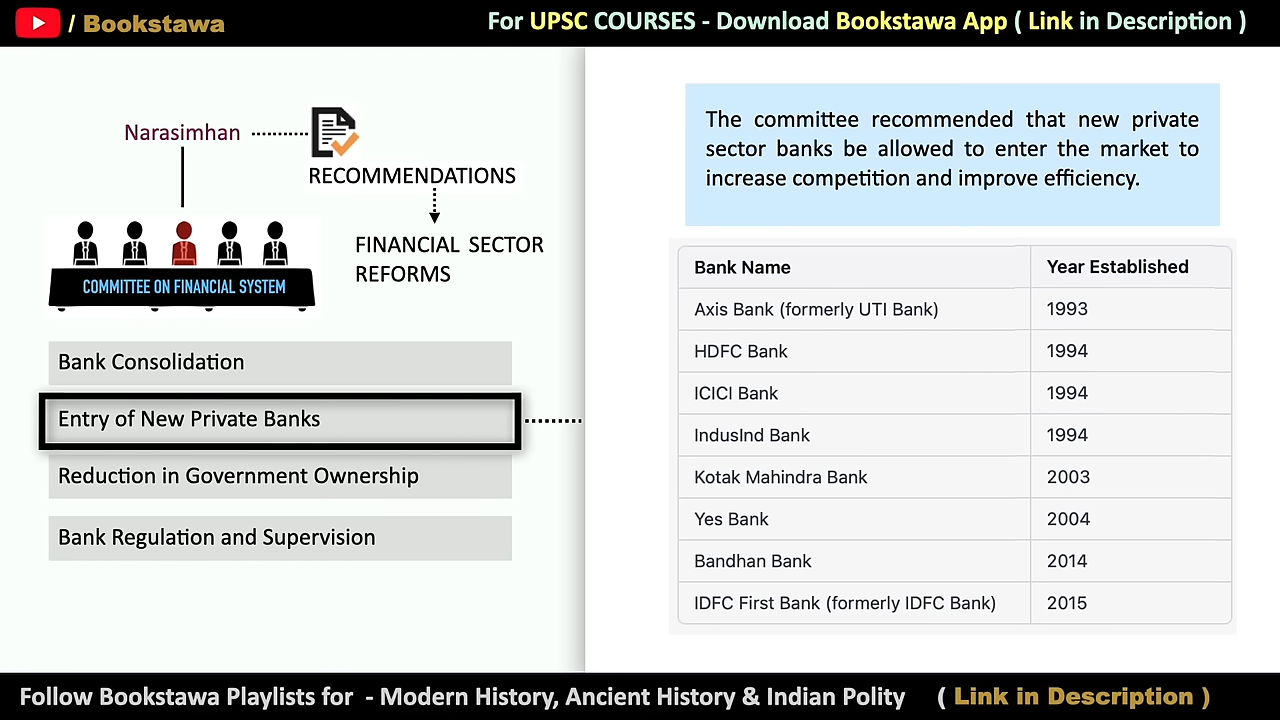 / Bookstawa
For UPSC COURSES - Download Bookstawa App ( Link in Description )
Narasimhan
RECOMMENDATIONS
FINANCIAL SECTOR
REFORMS
COMMITTEE ON FINANCIAL SYSTEM
Bank Consolidation
Entry of New Private Banks
Reduction in Government Ownership
Bank Regulation and Supervision
The committee recommended that new private
sector banks be allowed to enter the market to
increase competition and improve efficiency.
Bank Name Year Established
Axis Bank (formerly UTI Bank) 1993
HDFC Bank 1994
ICICI Bank 1994
IndusInd Bank 1994
Kotak Mahindra Bank 2003
Yes Bank 2004
Bandhan Bank 2014
IDFC First Bank (formerly IDFC Bank) 2015
Follow Bookstawa Playlists for - Modern History, Ancient History & Indian Polity ( Link in Description )